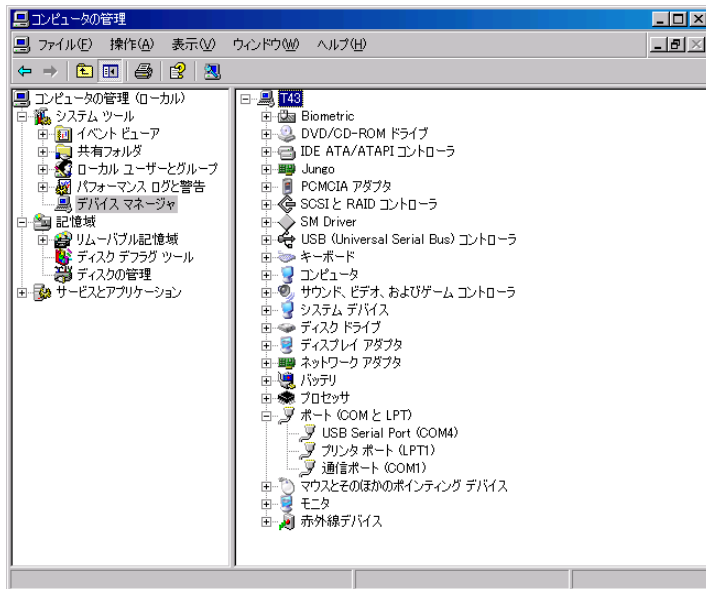 コンピュータの管理
ファイル(F) 操作(A) 表示(V) ウィンドウ(W) ヘルプ(H)
コンピュータの管理 (ローカル)
システム ツール
イベント ビューア
共有フォルダ
ローカル ユーザーとグループ
パフォーマンス ログと警告
デバイス マネージャ
記憶域
リムーバブル記憶域
ディスク デフラグ ツール
ディスクの管理
サービスとアプリケーション
T43
Biometric
DVD/CD-ROM ドライブ
IDE ATA/ATAPI コントローラ
Jungo
PCMCIA アダプタ
SCSI と RAID コントローラ
SM Driver
USB (Universal Serial Bus) コントローラ
キーボード
コンピュータ
サウンド、ビデオ、およびゲーム コントローラ
システム デバイス
ディスク ドライブ
ディスプレイ アダプタ
ネットワーク アダプタ
バッテリ
プロセッサ
ポート (COM と LPT)
USB Serial Port (COM4)
プリンタ ポート (LPT1)
通信ポート (COM1)
マウスとそのほかのポインティング デバイス
モニタ
赤外線デバイス